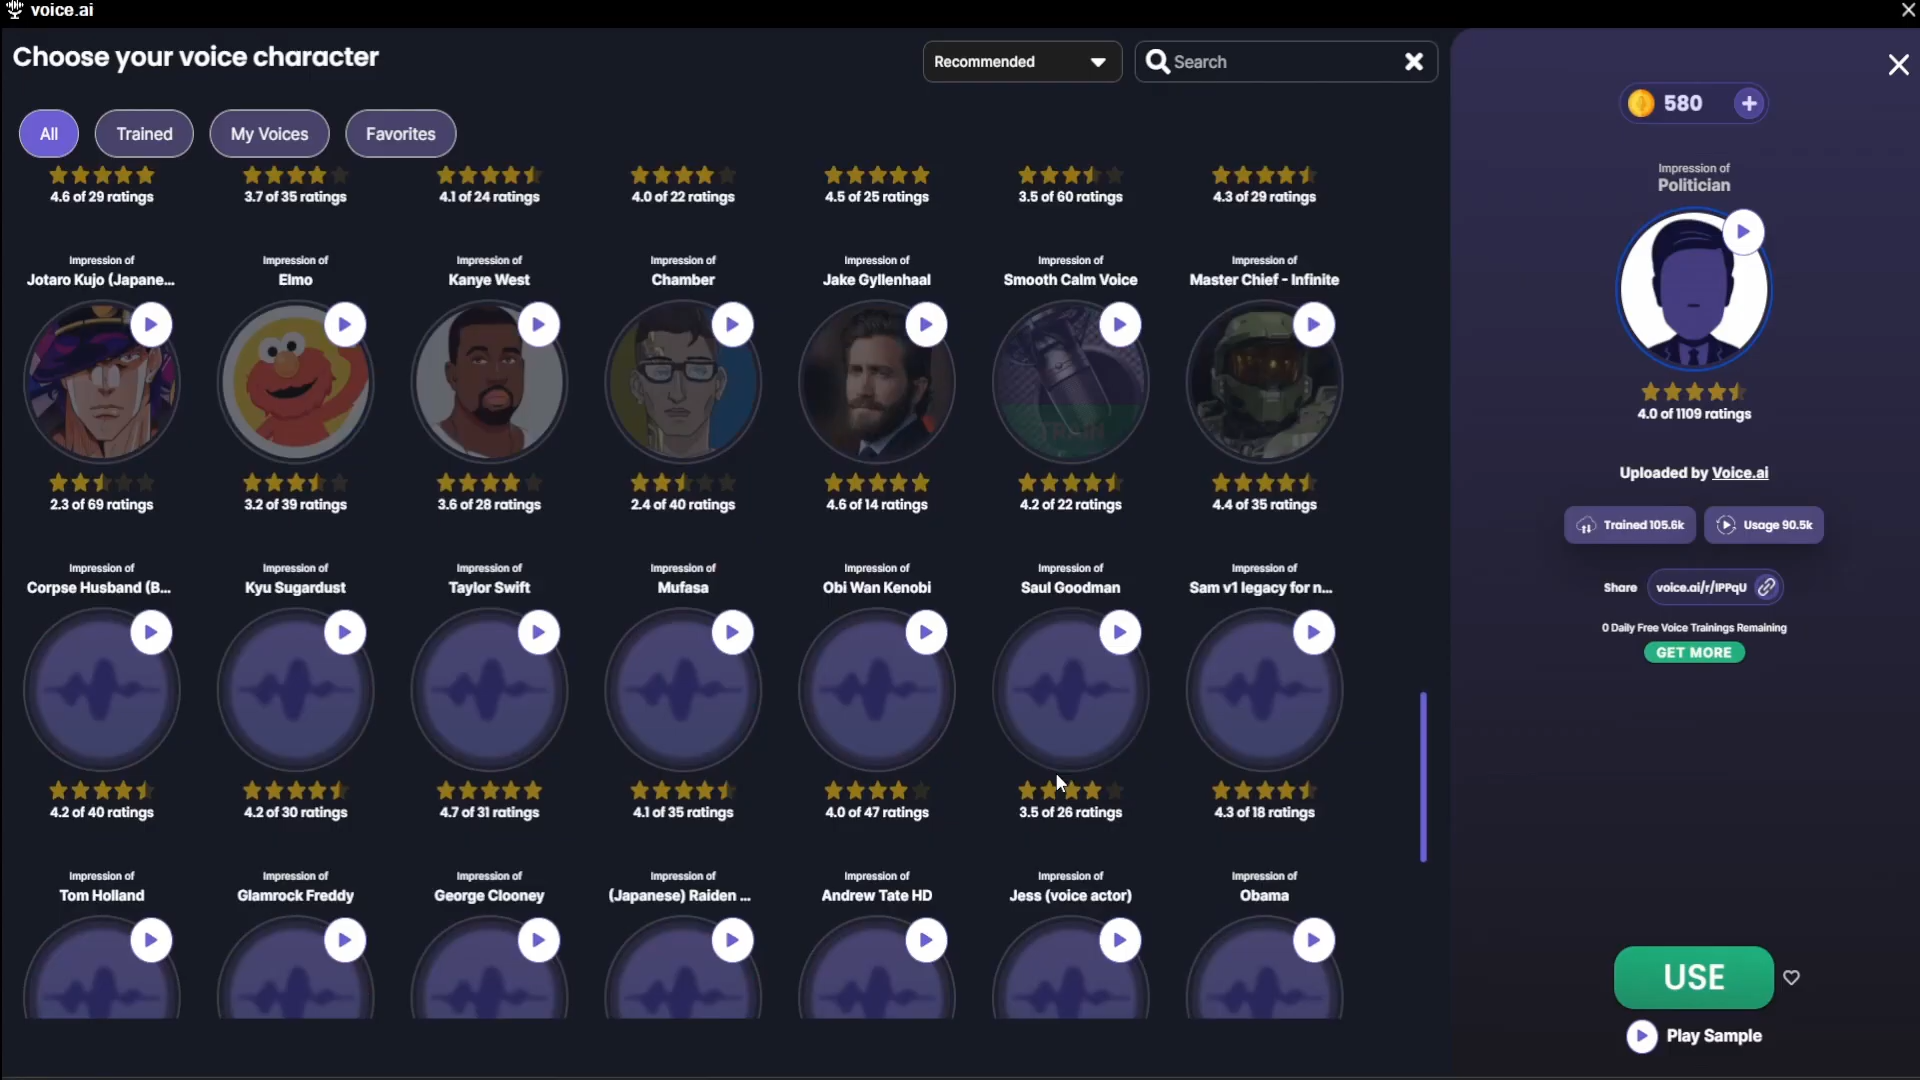 voice.ai
Choose your voice character
Recommended
Search
All
Trained
My Voices
Favorites
4.6 of 29 ratings
3.7 of 35 ratings
4.1 of 24 ratings
4.0 of 22 ratings
4.5 of 25 ratings
3.5 of 60 ratings
4.3 of 29 ratings
Impression of
Jotaro Kujo (Japane...
Impression of
Elmo
Impression of
Kanye West
Impression of
Chamber
Impression of
Jake Gyllenhaal
Impression of
Smooth Calm Voice
Impression of
Master Chief - Infinite
TRAIN
2.3 of 69 ratings
3.2 of 39 ratings
3.6 of 28 ratings
2.4 of 40 ratings
4.6 of 14 ratings
4.2 of 22 ratings
4.4 of 35 ratings
Impression of
Corpse Husband (B...
Impression of
Kyu Sugardust
Impression of
Taylor Swift
Impression of
Mufasa
Impression of
Obi Wan Kenobi
Impression of
Saul Goodman
Impression of
Sam v1 legacy for n...
4.2 of 40 ratings
4.2 of 30 ratings
4.7 of 31 ratings
4.1 of 35 ratings
4.0 of 47 ratings
3.5 of 26 ratings
4.3 of 18 ratings
Impression of
Tom Holland
Impression of
Glamrock Freddy
Impression of
George Clooney
Impression of
(Japanese) Raiden ...
Impression of
Andrew Tate HD
Impression of
Jess (voice actor)
Impression of
Obama
580
Impression of
Politician
4.0 of 1109 ratings
Uploaded by Voice.ai
Trained 105.6k
Usage 90.5k
Share voice.ai/r/IPPqU
0 Daily Free Voice Trainings Remaining
GET MORE
USE
Play Sample